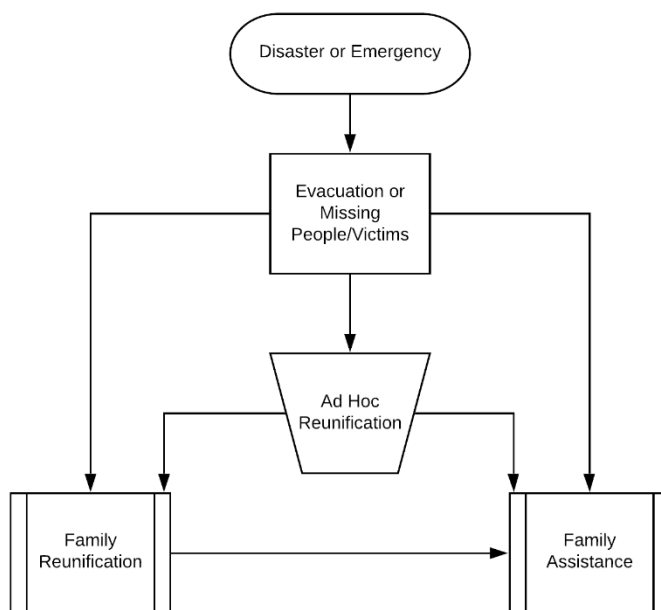 Disaster or Emergency
Evacuation or
Missing
People/Victims
Ad Hoc
Reunification
Family
Reunification
Family
Assistance